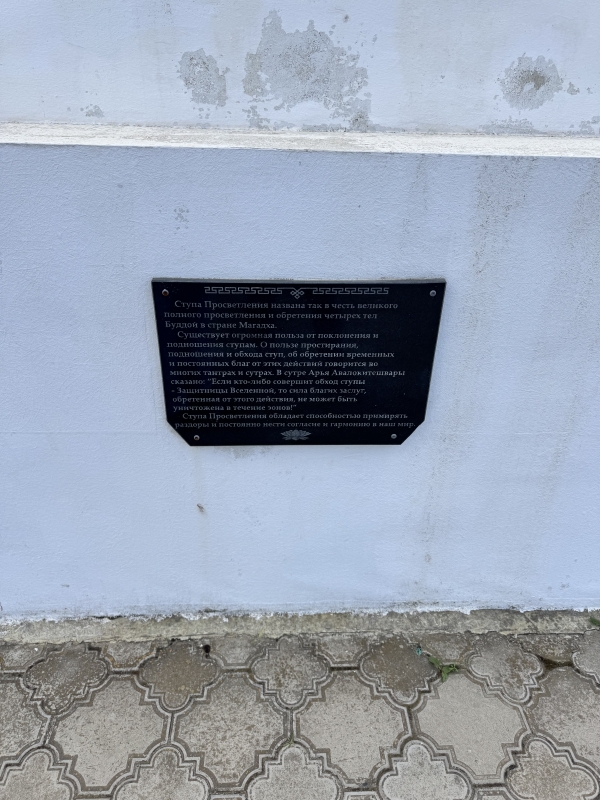 Ступа Просветления названа так в честь великого
полного просветления и обретения четырех тел
Буддой в стране Магадха.
Существует огромная польза от поклонения и
подношения ступам. О пользе простирания,
подношения и обхода ступ, об обретении временных
и постоянных благ от этих действий говорится во
многих тантрах и сутрах. В сутре Арья Авалокитешвары
сказано: "Если кто-либо совершит обход ступы
- Защитницы Вселенной, то сила благих заслуг,
обретенная от этого действия, не может быть
уничтожена в течение эонов!"
Ступа Просветления обладает способностью примирять
раздоры и постоянно нести согласие и гармонию в наш мир.